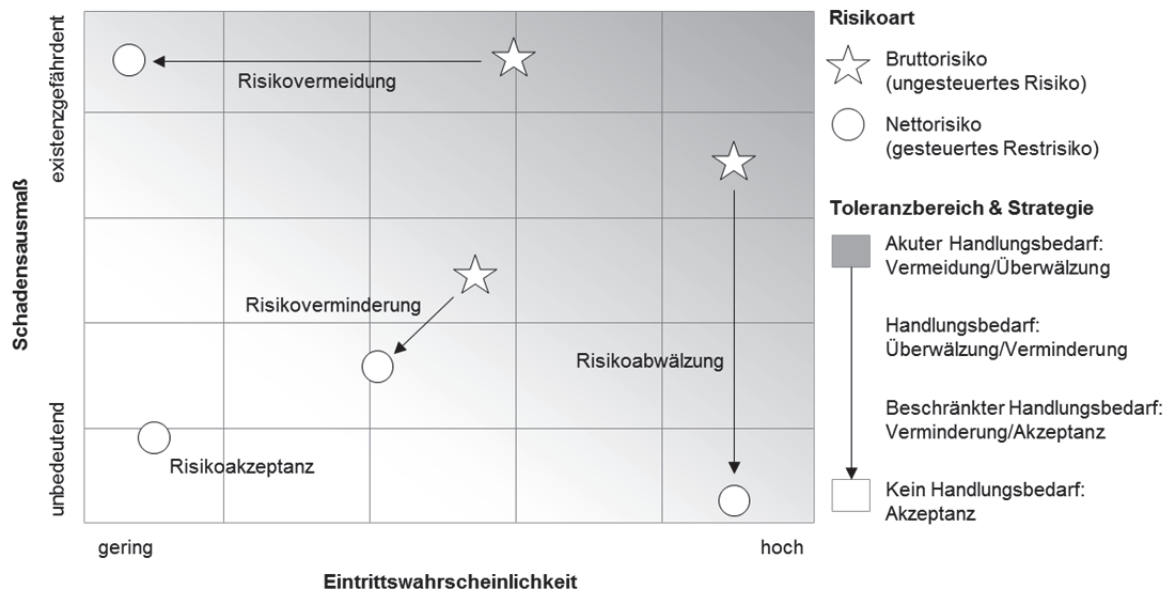 existenzgefährdent
Schadensausmaß
unbedeutend
Risikovermeidung
Risikoverminderung
Risikoabwälzung
Risikoakzeptanz
gering
hoch
Eintrittswahrscheinlichkeit
Risikoart
Bruttorisiko
(ungesteuertes Risiko)
Nettorisiko
(gesteuertes Restrisiko)
Toleranzbereich & Strategie
Akuter Handlungsbedarf:
Vermeidung/Überwälzung
Handlungsbedarf:
Überwälzung/Verminderung
Beschränkter Handlungsbedarf:
Verminderung/Akzeptanz
Kein Handlungsbedarf:
Akzeptanz